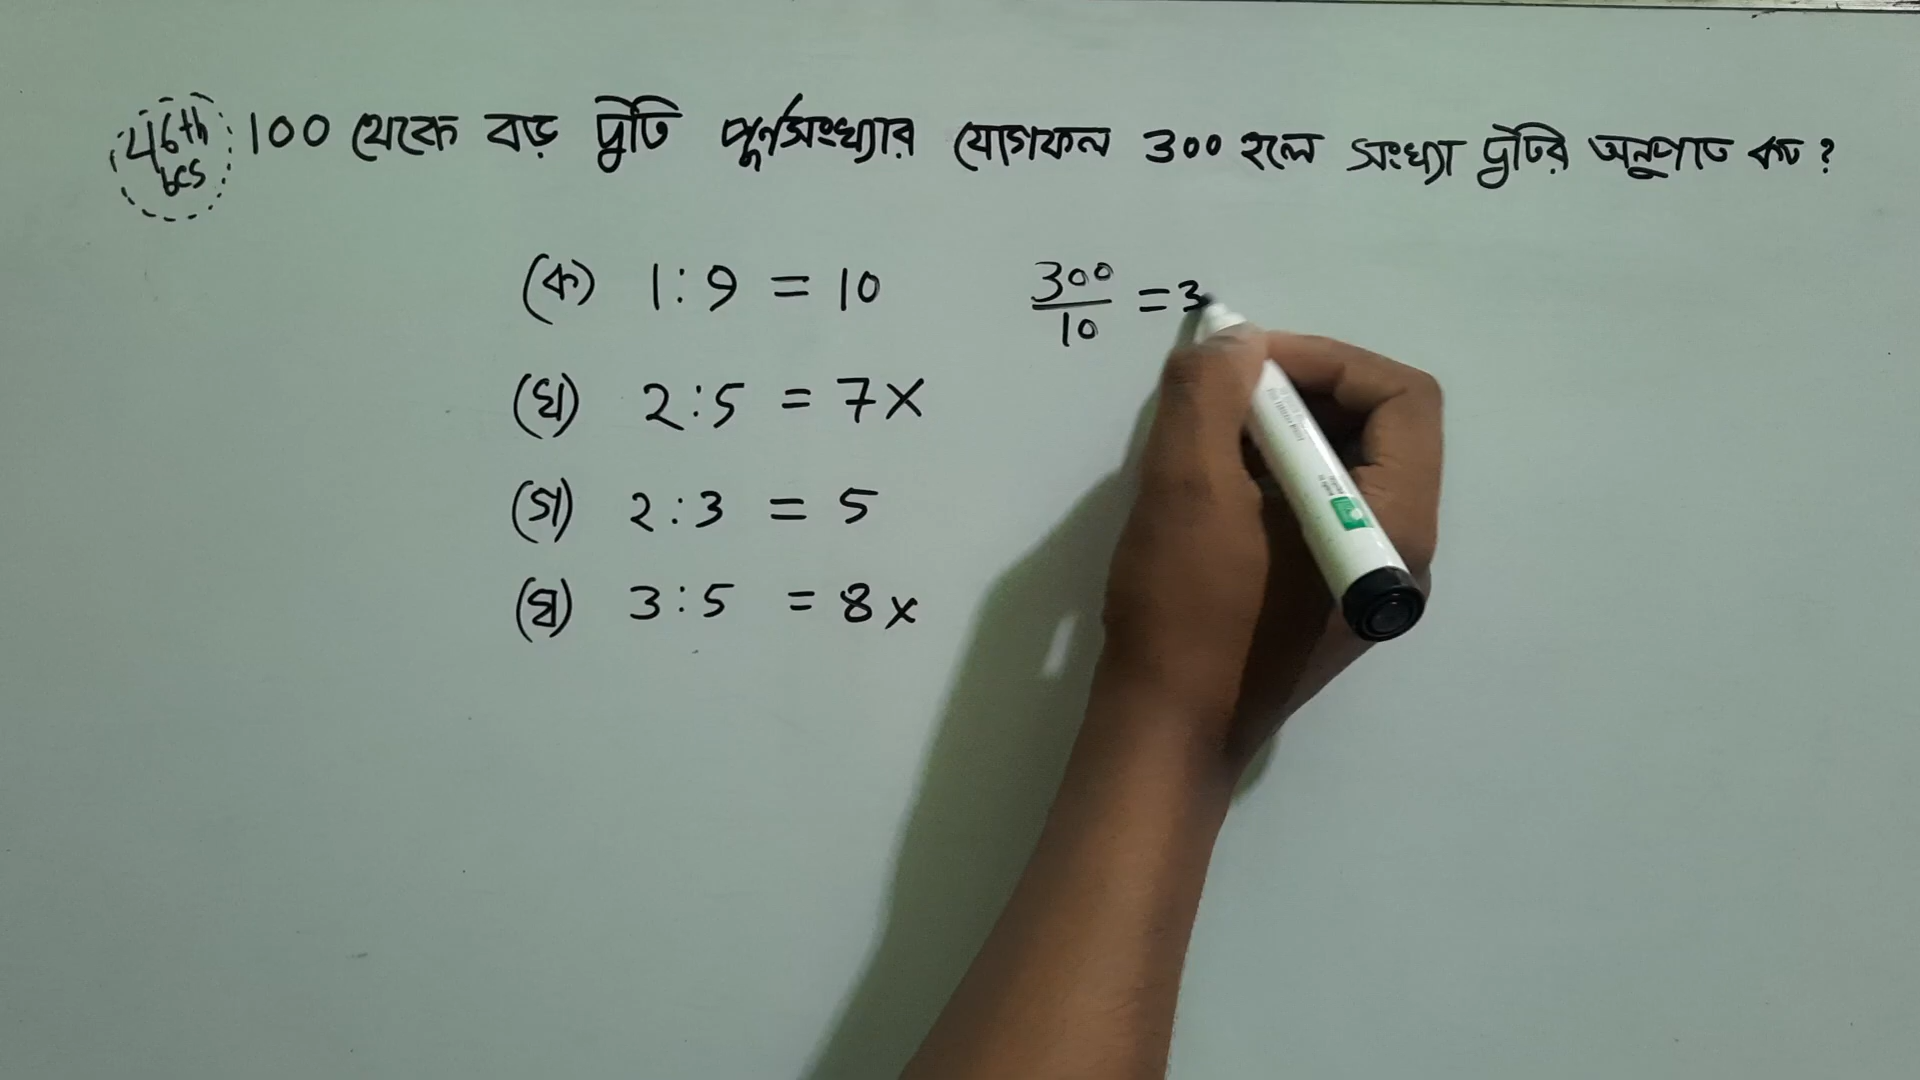 46th bcs
100 থেকে বড় দুটি পূর্ণসংখ্যার যোগফল 300 হলে সংখ্যা দুটির অনুপাত কত ?
(ক) 1 : 9 = 10
300/10 = 3
(খ) 2 : 5 = 7 ×
(গ) 2 : 3 = 5
(ঘ) 3 : 5 = 8 ×